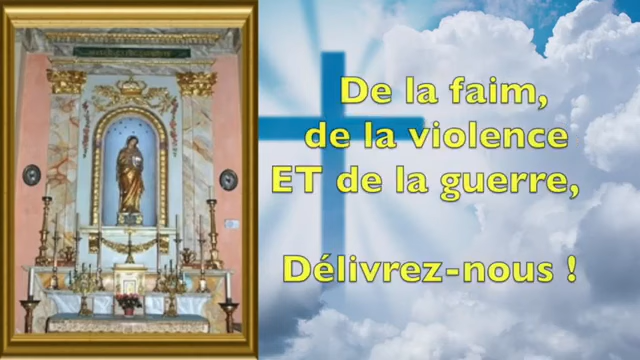 De la faim,
de la violence
ET de la guerre,
Délivrez-nous !